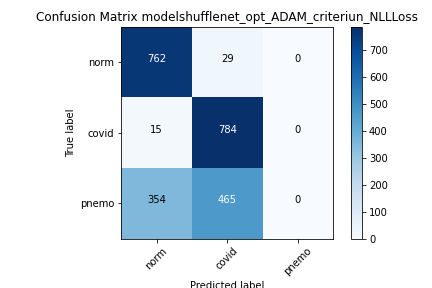 Confusion Matrix modelshufflenet_opt_ADAM_criteriun_NLLLoss
norm 762 29 0
covid 15 784 0
pnemo 354 465 0
True label
norm covid pnemo
Predicted label
700
600
500
400
300
200
100
0